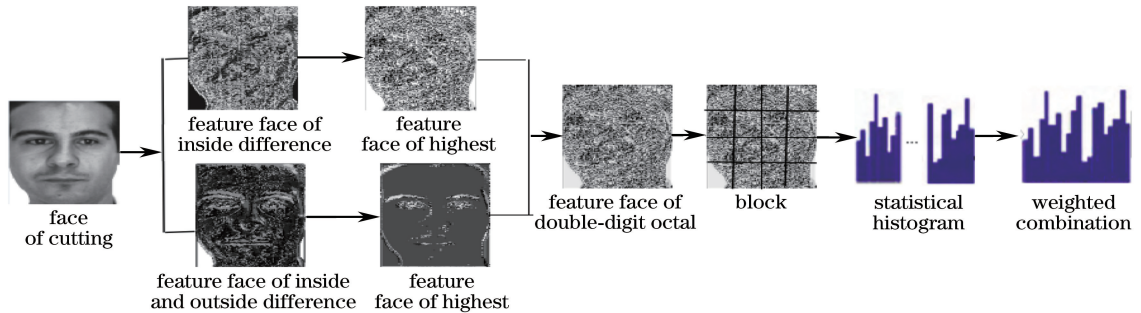 feature face of
inside difference
feature
face of highest
face
of cutting
feature face of inside
and outside difference
feature
face of highest
feature face of
double-digit octal
block
...
statistical
histogram
weighted
combination